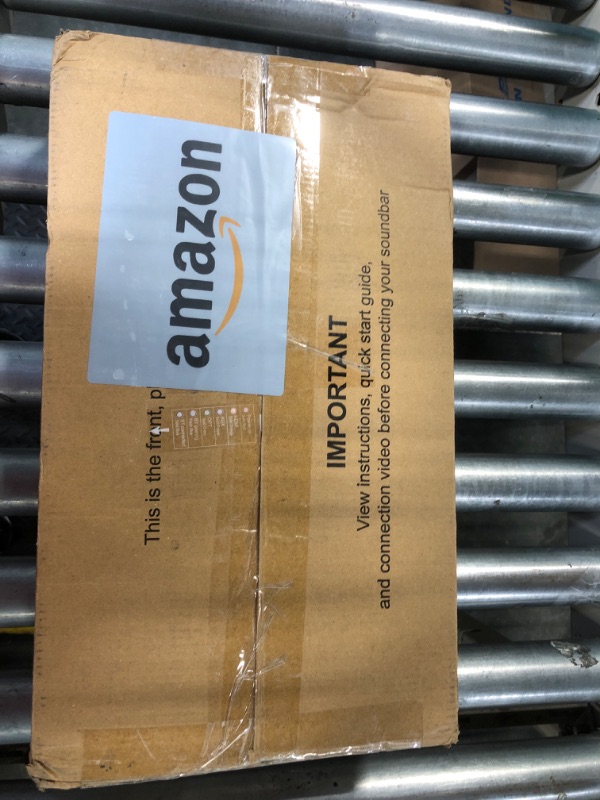 amazon
This is the front, p
IMPORTANT
View instructions, quick start guide,
and connection video before connecting your soundbar